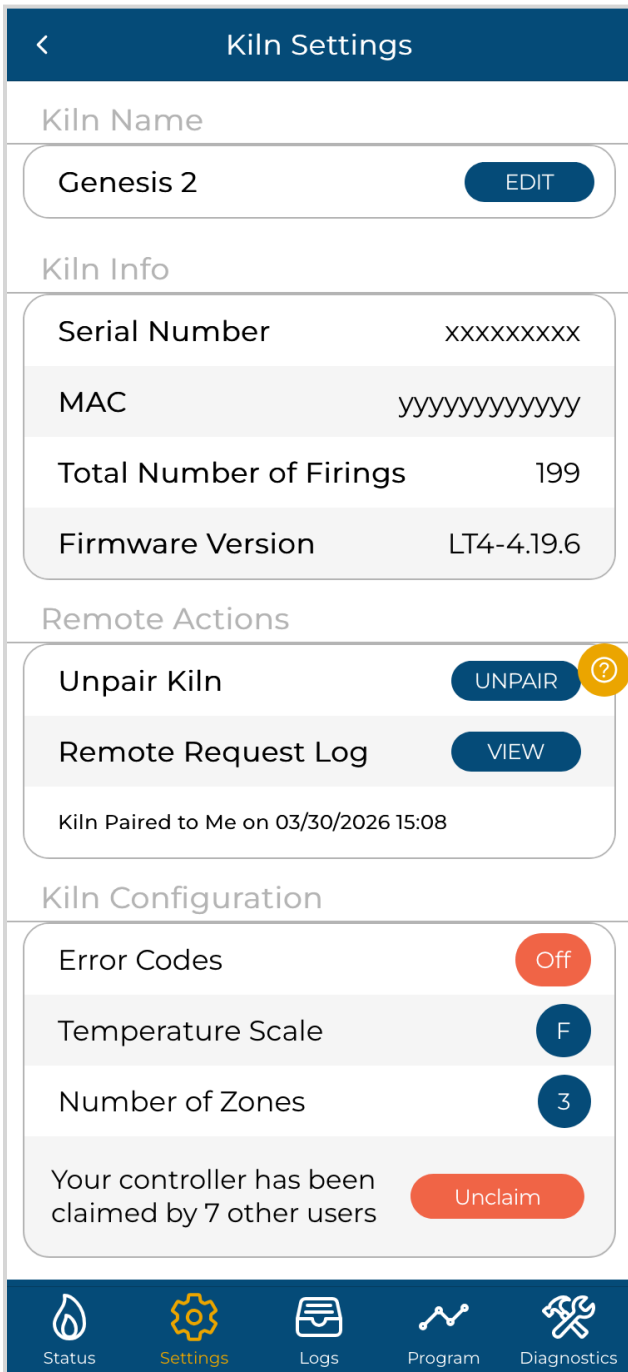 Kiln Settings
Kiln Name
Genesis 2 EDIT
Kiln Info
Serial Number xxxxxxxxx
MAC yyyyyyyyyyyy
Total Number of Firings 199
Firmware Version LT4-4.19.6
Remote Actions
Unpair Kiln UNPAIR ?
Remote Request Log VIEW
Kiln Paired to Me on 03/30/2026 15:08
Kiln Configuration
Error Codes Off
Temperature Scale F
Number of Zones 3
Your controller has been
claimed by 7 other users Unclaim
Status Settings Logs Program Diagnostics